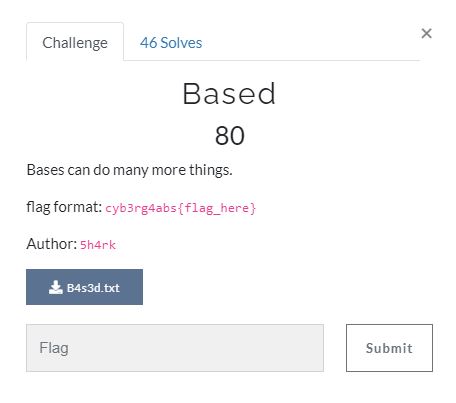 Challenge
46 Solves
×
Based
80
Bases can do many more things.
flag format: cyb3rg4abs{flag_here}
Author: 5h4rk
B4s3d.txt
Flag
Submit